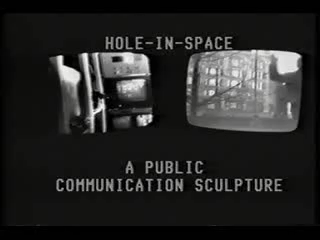 HOLE-IN-SPACE
A PUBLIC
COMMUNICATION SCULPTURE